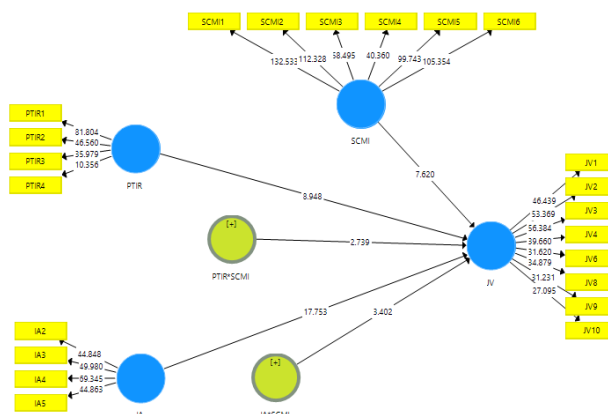 SCMI1 SCMI2 SCMI3 SCMI4 SCMI5 SCMI6
132.533 112.328 40.360 99.743 105.354
SCMI
PTIR1
PTIR2
PTIR3
PTIR4
81.804
46.560
35.979
10.356
PTIR
7.620
8.948
[+]
PTIR*SCMI
2.739
JV1
JV2
JV3
JV4
JV6
JV8
JV9
JV10
46.439
53.369
56.384
39.660
31.620
34.879
31.231
27.095
JV
17.753
3.402
IA2
IA3
IA4
IA5
44.848
49.980
69.345
44.863
[+]